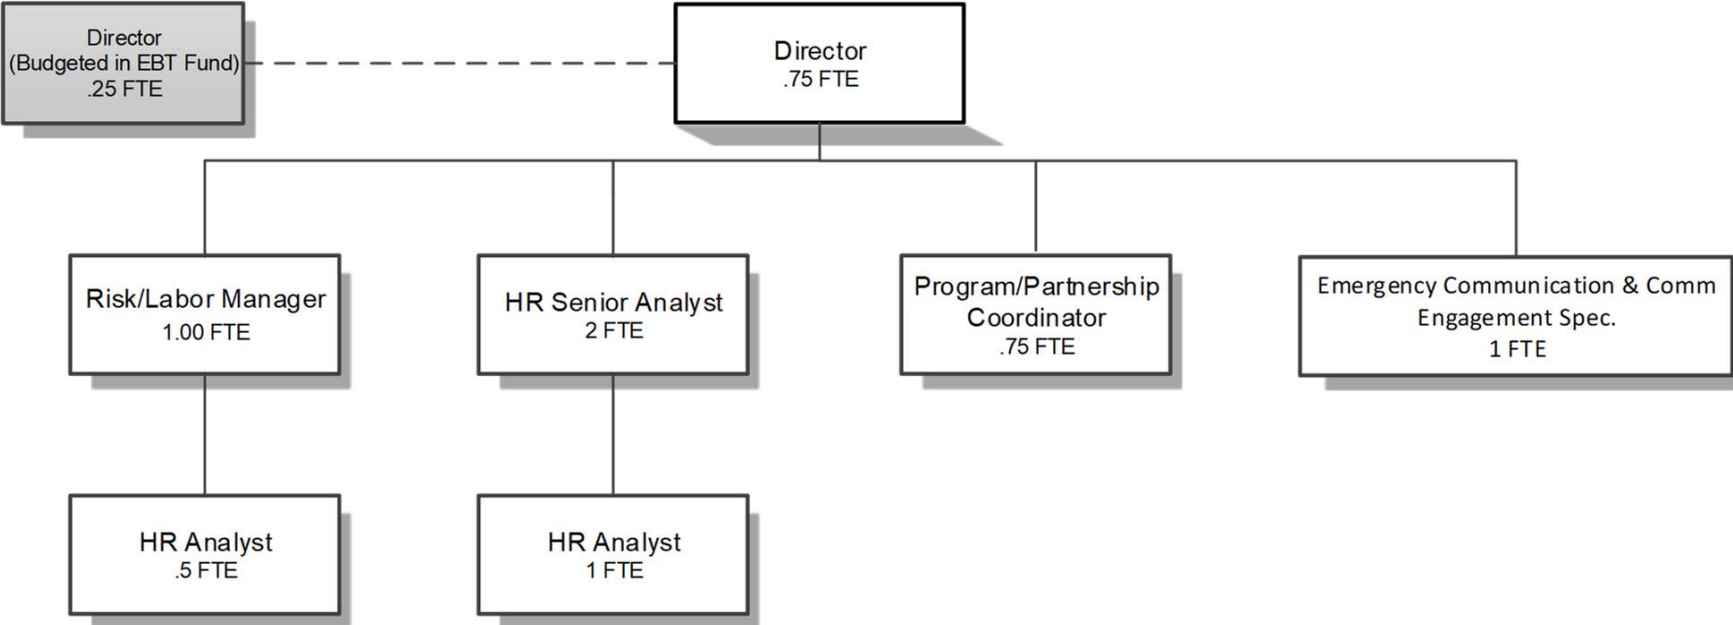 Director
(Budgeted in EBT Fund)
.25 FTE
Director
.75 FTE
Risk/Labor Manager
1.00 FTE
HR Senior Analyst
2 FTE
Program/Partnership
Coordinator
.75 FTE
Emergency Communication & Comm
Engagement Spec.
1 FTE
HR Analyst
.5 FTE
HR Analyst
1 FTE